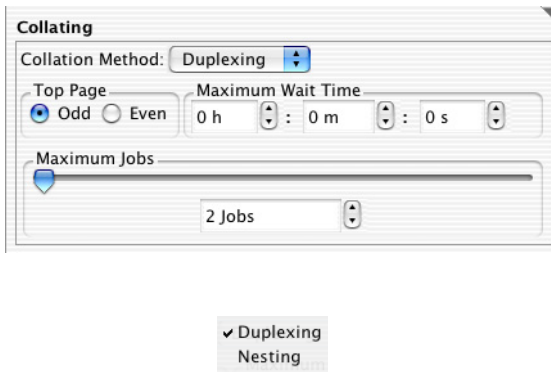 Collating
Collation Method: Duplexing
Top Page Maximum Wait Time
Odd Even 0 h : 0 m : 0 s
Maximum Jobs
2 Jobs
Duplexing
Nesting